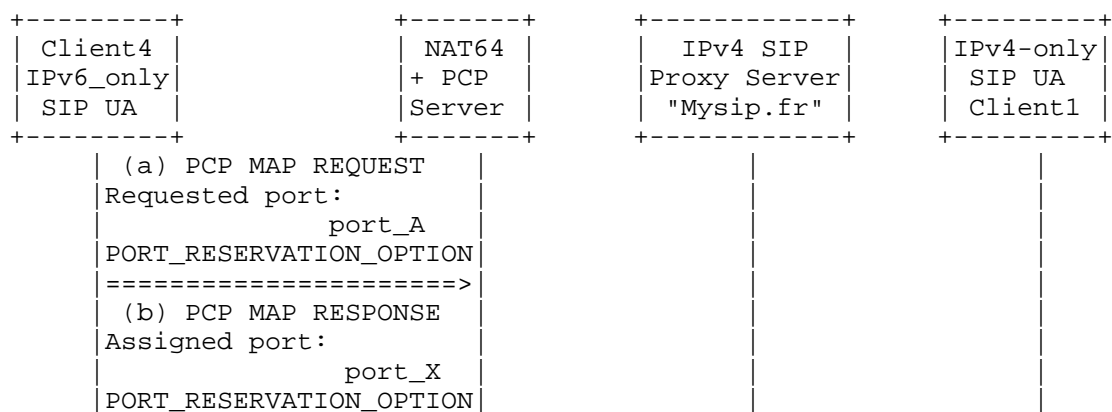 +---------+ +-------+ +------------+ +---------+
| Client4 | | NAT64 | | IPv4 SIP | |IPv4-only|
|IPv6_only| |+ PCP | |Proxy Server| | SIP UA |
| SIP UA | |Server | | "Mysip.fr" | | Client1 |
+---------+ +-------+ +------------+ +---------+
| (a) PCP MAP REQUEST | | |
|Requested port: | | |
| port_A | | |
|PORT_RESERVATION_OPTION| | |
|======================>| | |
| (b) PCP MAP RESPONSE | | |
|Assigned port: | | |
| port_X | | |
|PORT_RESERVATION_OPTION| | |